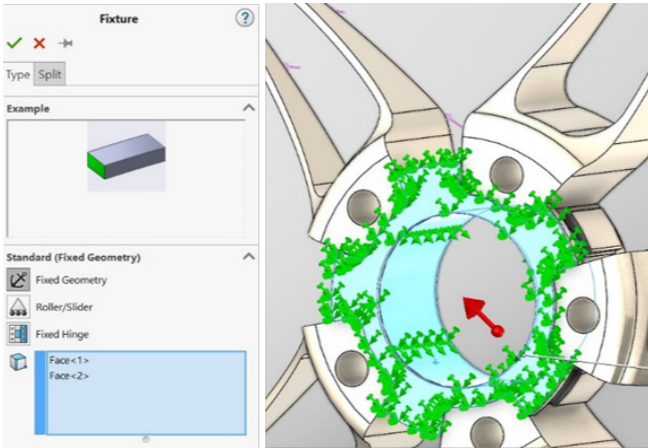 Fixture
?
Type Split
Example
Standard (Fixed Geometry)
Fixed Geometry
Roller/Slider
Fixed Hinge
Face<1>
Face<2>